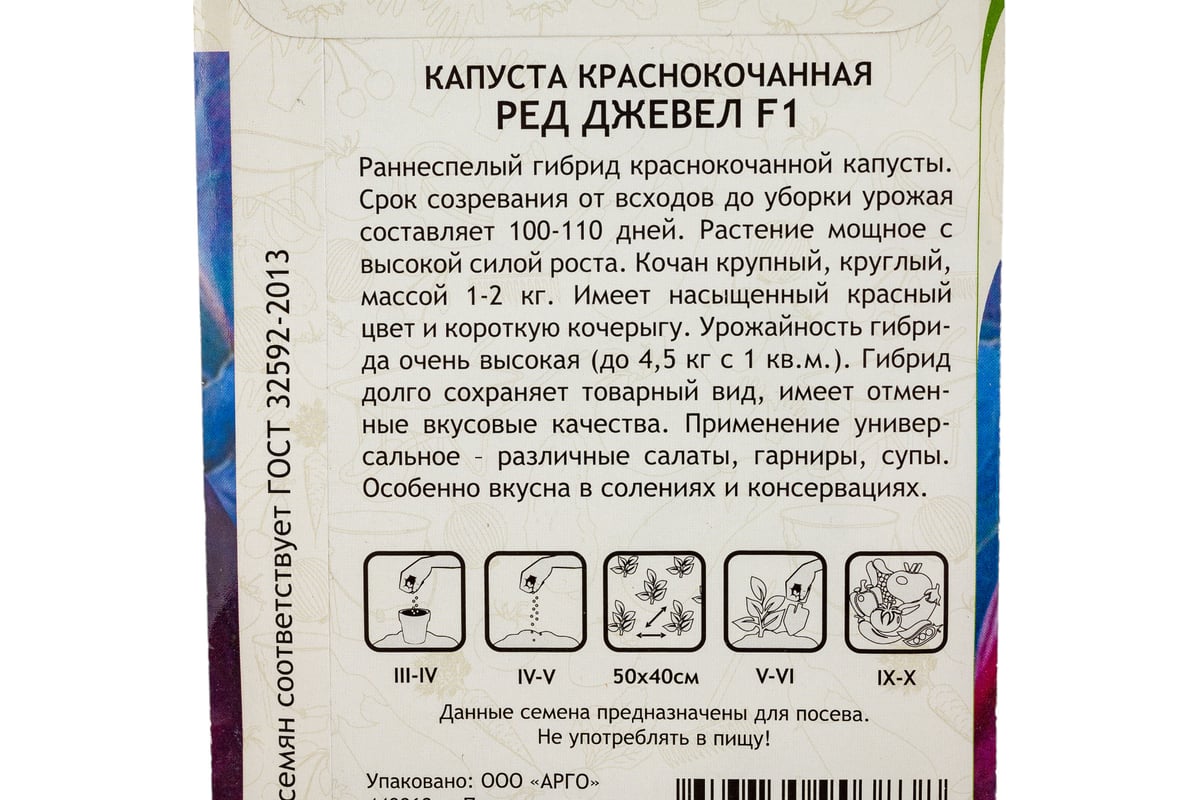 КАПУСТА КРАСНОКОЧАННАЯ
РЕД ДЖЕВЕЛ F1
Раннеспелый гибрид краснокочанной капусты.
Срок созревания от всходов до уборки урожая
составляет 100-110 дней. Растение мощное с
высокой силой роста. Кочан крупный, круглый,
массой 1-2 кг. Имеет насыщенный красный
цвет и короткую кочерыгу. Урожайность гибри-
да очень высокая (до 4,5 кг с 1 кв.м.). Гибрид
долго сохраняет товарный вид, имеет отмен-
ные вкусовые качества. Применение универ-
сальное - различные салаты, гарниры, супы.
Особенно вкусна в солениях и консервациях.
III-IV
IV-V
50х40см
V-VI
IX-X
Данные семена предназначены для посева.
Не употреблять в пищу!
Упаковано: ООО «АРГО»
семян соответствует ГОСТ 32592-2013